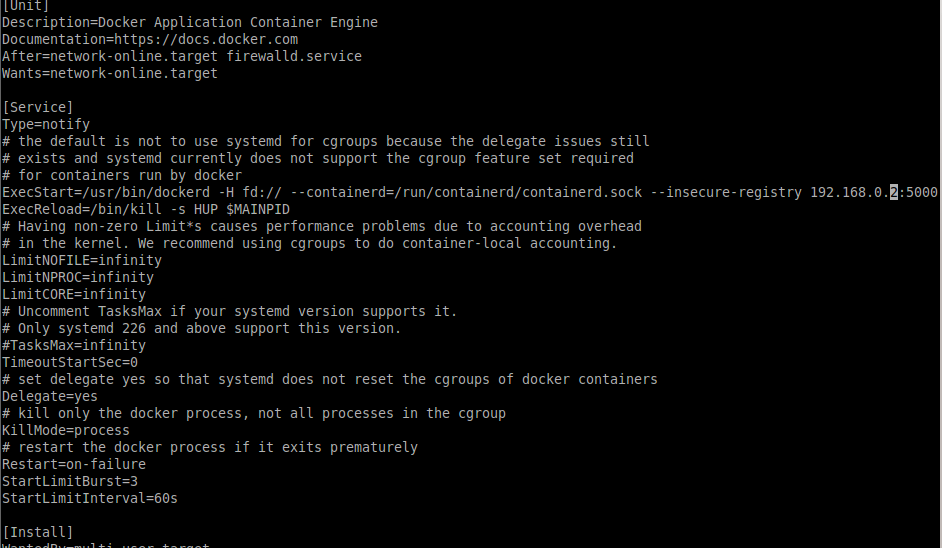 [Unit]
Description=Docker Application Container Engine
Documentation=https://docs.docker.com
After=network-online.target firewalld.service
Wants=network-online.target

[Service]
Type=notify
# the default is not to use systemd for cgroups because the delegate issues still
# exists and systemd currently does not support the cgroup feature set required
# for containers run by docker
ExecStart=/usr/bin/dockerd -H fd:// --containerd=/run/containerd/containerd.sock --insecure-registry 192.168.0.2:5000
ExecReload=/bin/kill -s HUP $MAINPID
# Having non-zero Limit*s causes performance problems due to accounting overhead
# in the kernel. We recommend using cgroups to do container-local accounting.
LimitNOFILE=infinity
LimitNPROC=infinity
LimitCORE=infinity
# Uncomment TasksMax if your systemd version supports it.
# Only systemd 226 and above support this version.
#TasksMax=infinity
TimeoutStartSec=0
# set delegate yes so that systemd does not reset the cgroups of docker containers
Delegate=yes
# kill only the docker process, not all processes in the cgroup
KillMode=process
# restart the docker process if it exits prematurely
Restart=on-failure
StartLimitBurst=3
StartLimitInterval=60s

[Install]
WantedBy=multi-user.target